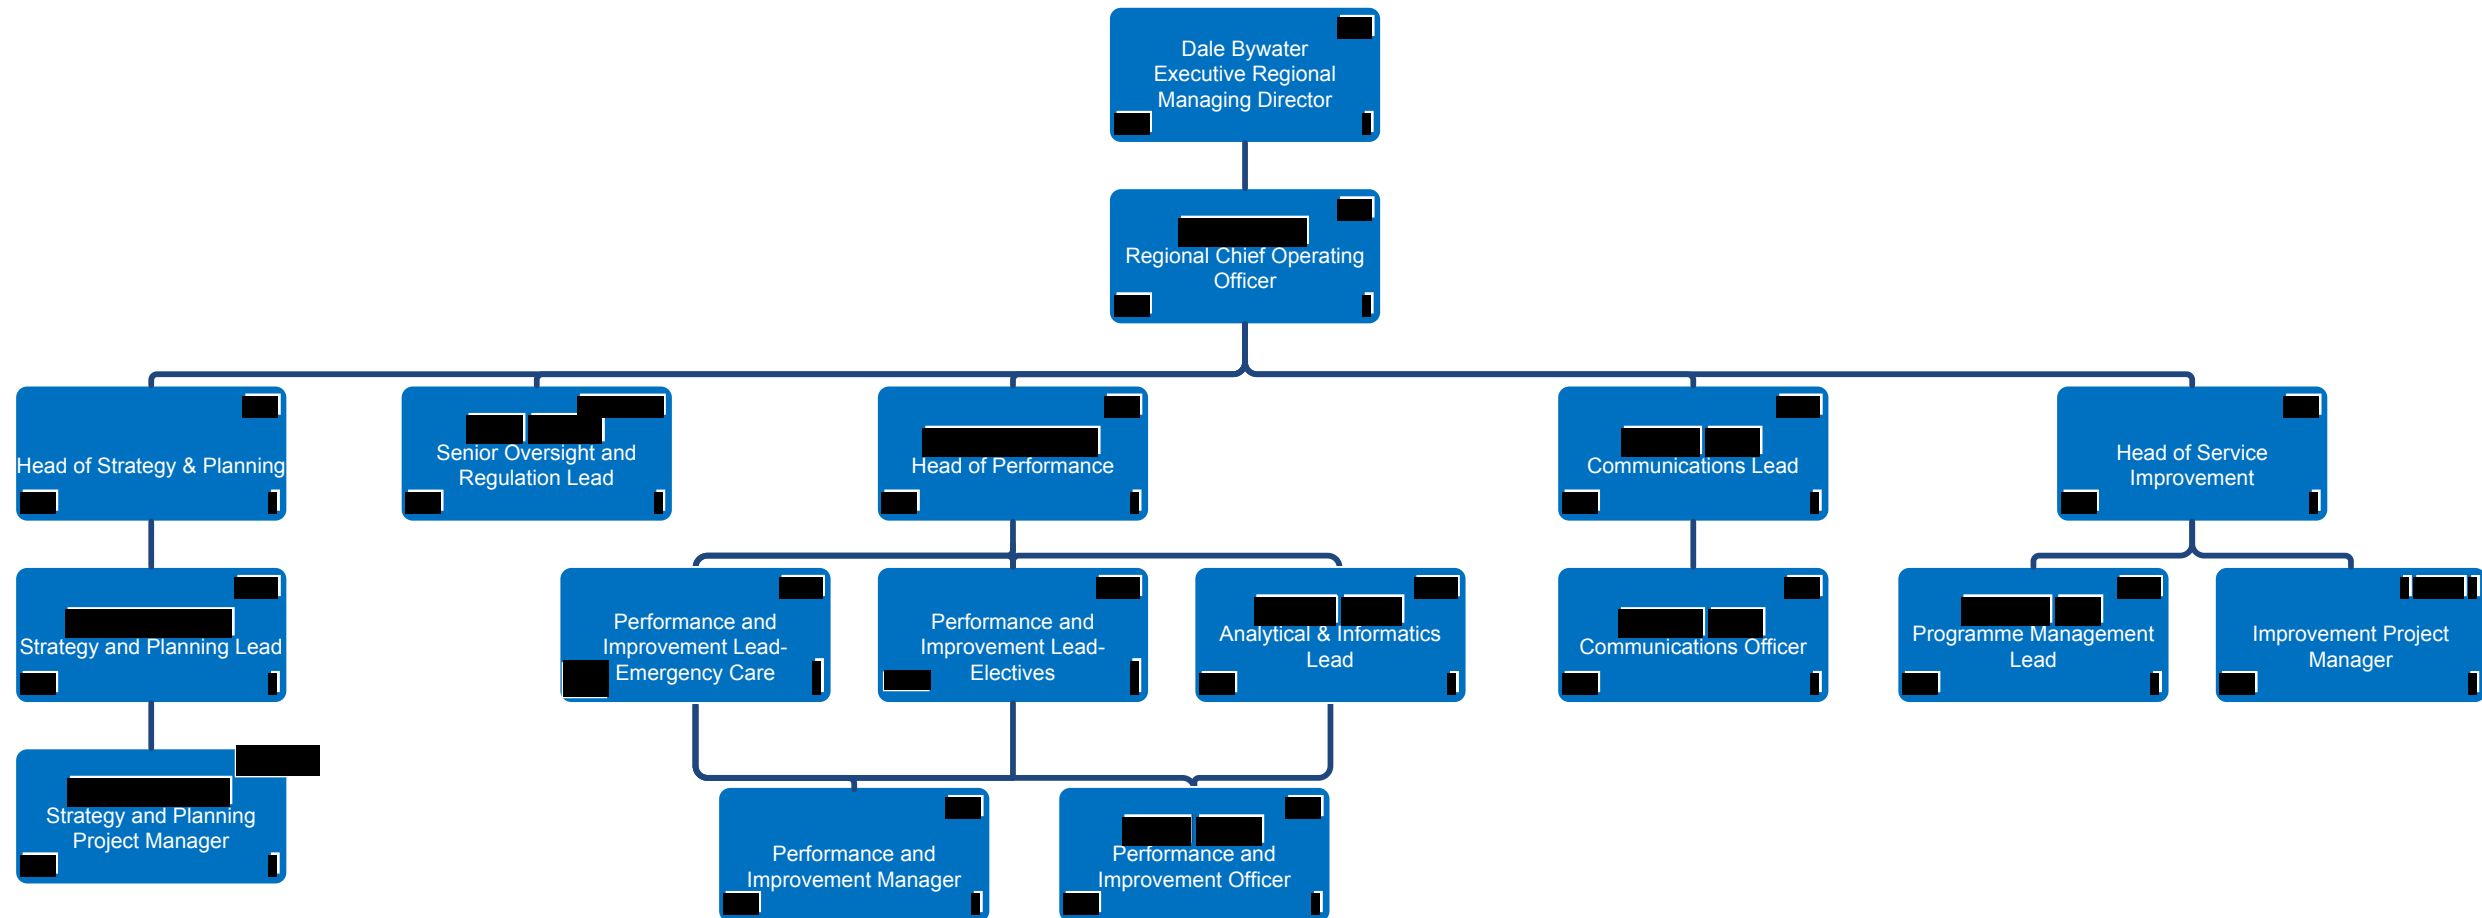 Dale Bywater
Executive Regional
Managing Director
Regional Chief Operating
Officer
Head of Strategy & Planning
Senior Oversight and
Regulation Lead
Head of Performance
Communications Lead
Head of Service
Improvement
Strategy and Planning Lead
Performance and
Improvement Lead-
Emergency Care
Performance and
Improvement Lead-
Electives
Analytical & Informatics
Lead
Communications Officer
Programme Management
Lead
Improvement Project
Manager
Strategy and Planning
Project Manager
Performance and
Improvement Manager
Performance and
Improvement Officer